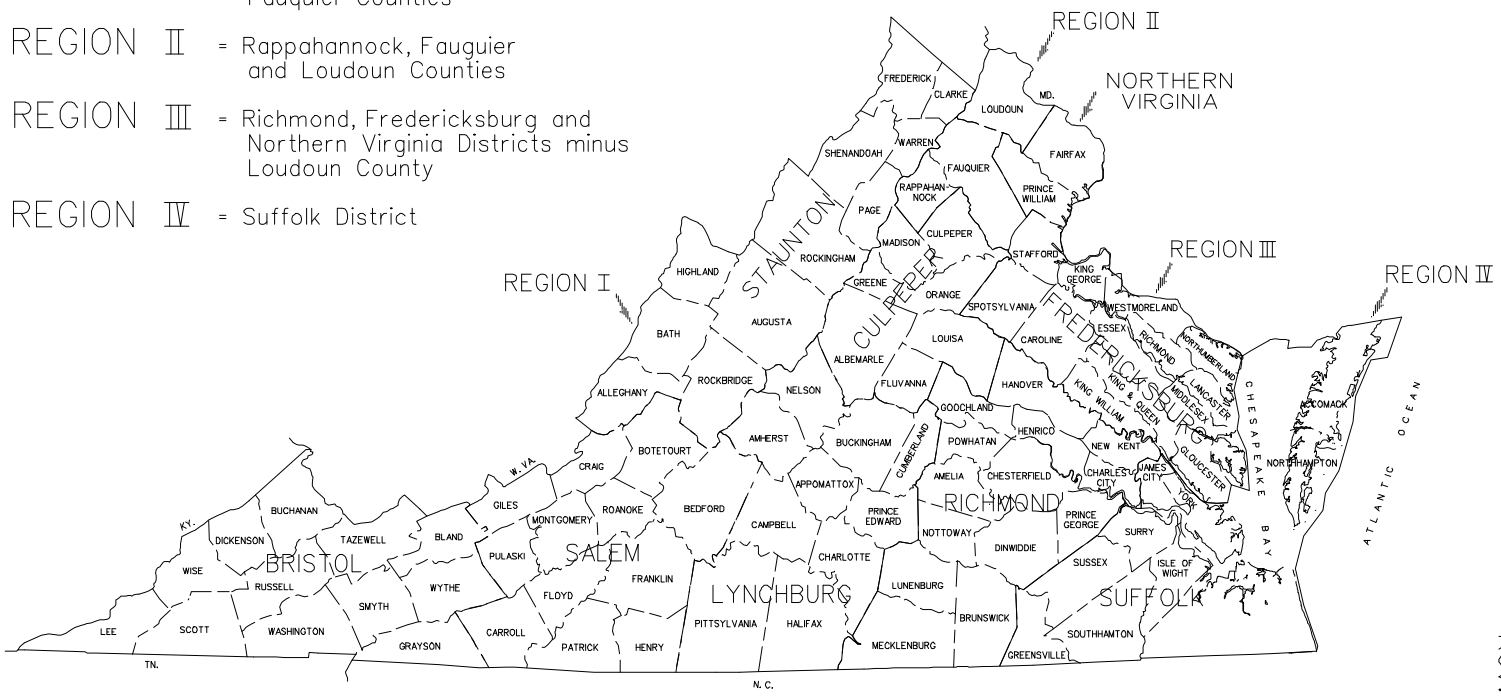 Fauquier Counties
REGION II = Rappahannock, Fauguier
and Loudoun Counties
REGION III = Richmond, Fredericksburg and
Northern Virginia Districts minus
Loudoun County
REGION IV = Suffolk District
REGION II
NORTHERN
VIRGINIA
REGION III
REGION IV
REGION I
FREDERICK
CLARKE
LOUDOUN
MD.
SHENANDOAH
WARREN
FAUQUIER
FAIRFAX
RAPPAHAN-
NOCK
PRINCE
WILLIAM
PAGE
STAUNTON
MADISON
CULPEPER
STAFFORD
HIGHLAND
ROCKINGHAM
GREENE
CULPEPER
KING
GEORGE
ORANGE
SPOTSYLVANIA
WESTMORELAND
BATH
AUGUSTA
FREDERICKSBURG
ESSEX
RICHMOND
NORTHUMBERLAND
LOUISA
CAROLINE
ALBEMARLE
ALLEGHANY
ROCKBRIDGE
NELSON
FLUVANNA
HANOVER
KING WILLIAM
KING
& QUEEN
LANCASTER
MIDDLESEX
CHESAPEAKE BAY
ACCOMACK
ATLANTIC OCEAN
GOOCHLAND
HENRICO
BOTETOURT
AMHERST
BUCKINGHAM
CUMBERLAND
POWHATAN
NEW KENT
GLOUCESTER
NORTHHAMPTON
W. VA.
CRAIG
APPOMATTOX
AMELIA
CHESTERFIELD
CHARLES
CITY
JAMES
CITY
YORK
RICHMOND
KY.
BUCHANAN
GILES
MONTGOMERY
ROANOKE
BEDFORD
CAMPBELL
PRINCE
EDWARD
PRINCE
GEORGE
DICKENSON
TAZEWELL
BLAND
NOTTOWAY
DINWIDDIE
SURRY
BRISTOL
PULASKI
SALEM
CHARLOTTE
SUSSEX
ISLE OF
WIGHT
WISE
RUSSELL
WYTHE
FRANKLIN
LUNENBURG
SMYTH
FLOYD
LYNCHBURG
SUFFOLK
LEE
SCOTT
WASHINGTON
GRAYSON
CARROLL
PATRICK
HENRY
PITTSYLVANIA
HALIFAX
BRUNSWICK
MECKLENBURG
SOUTHHAMTON
GREENSVILLE
TN.
N. C.